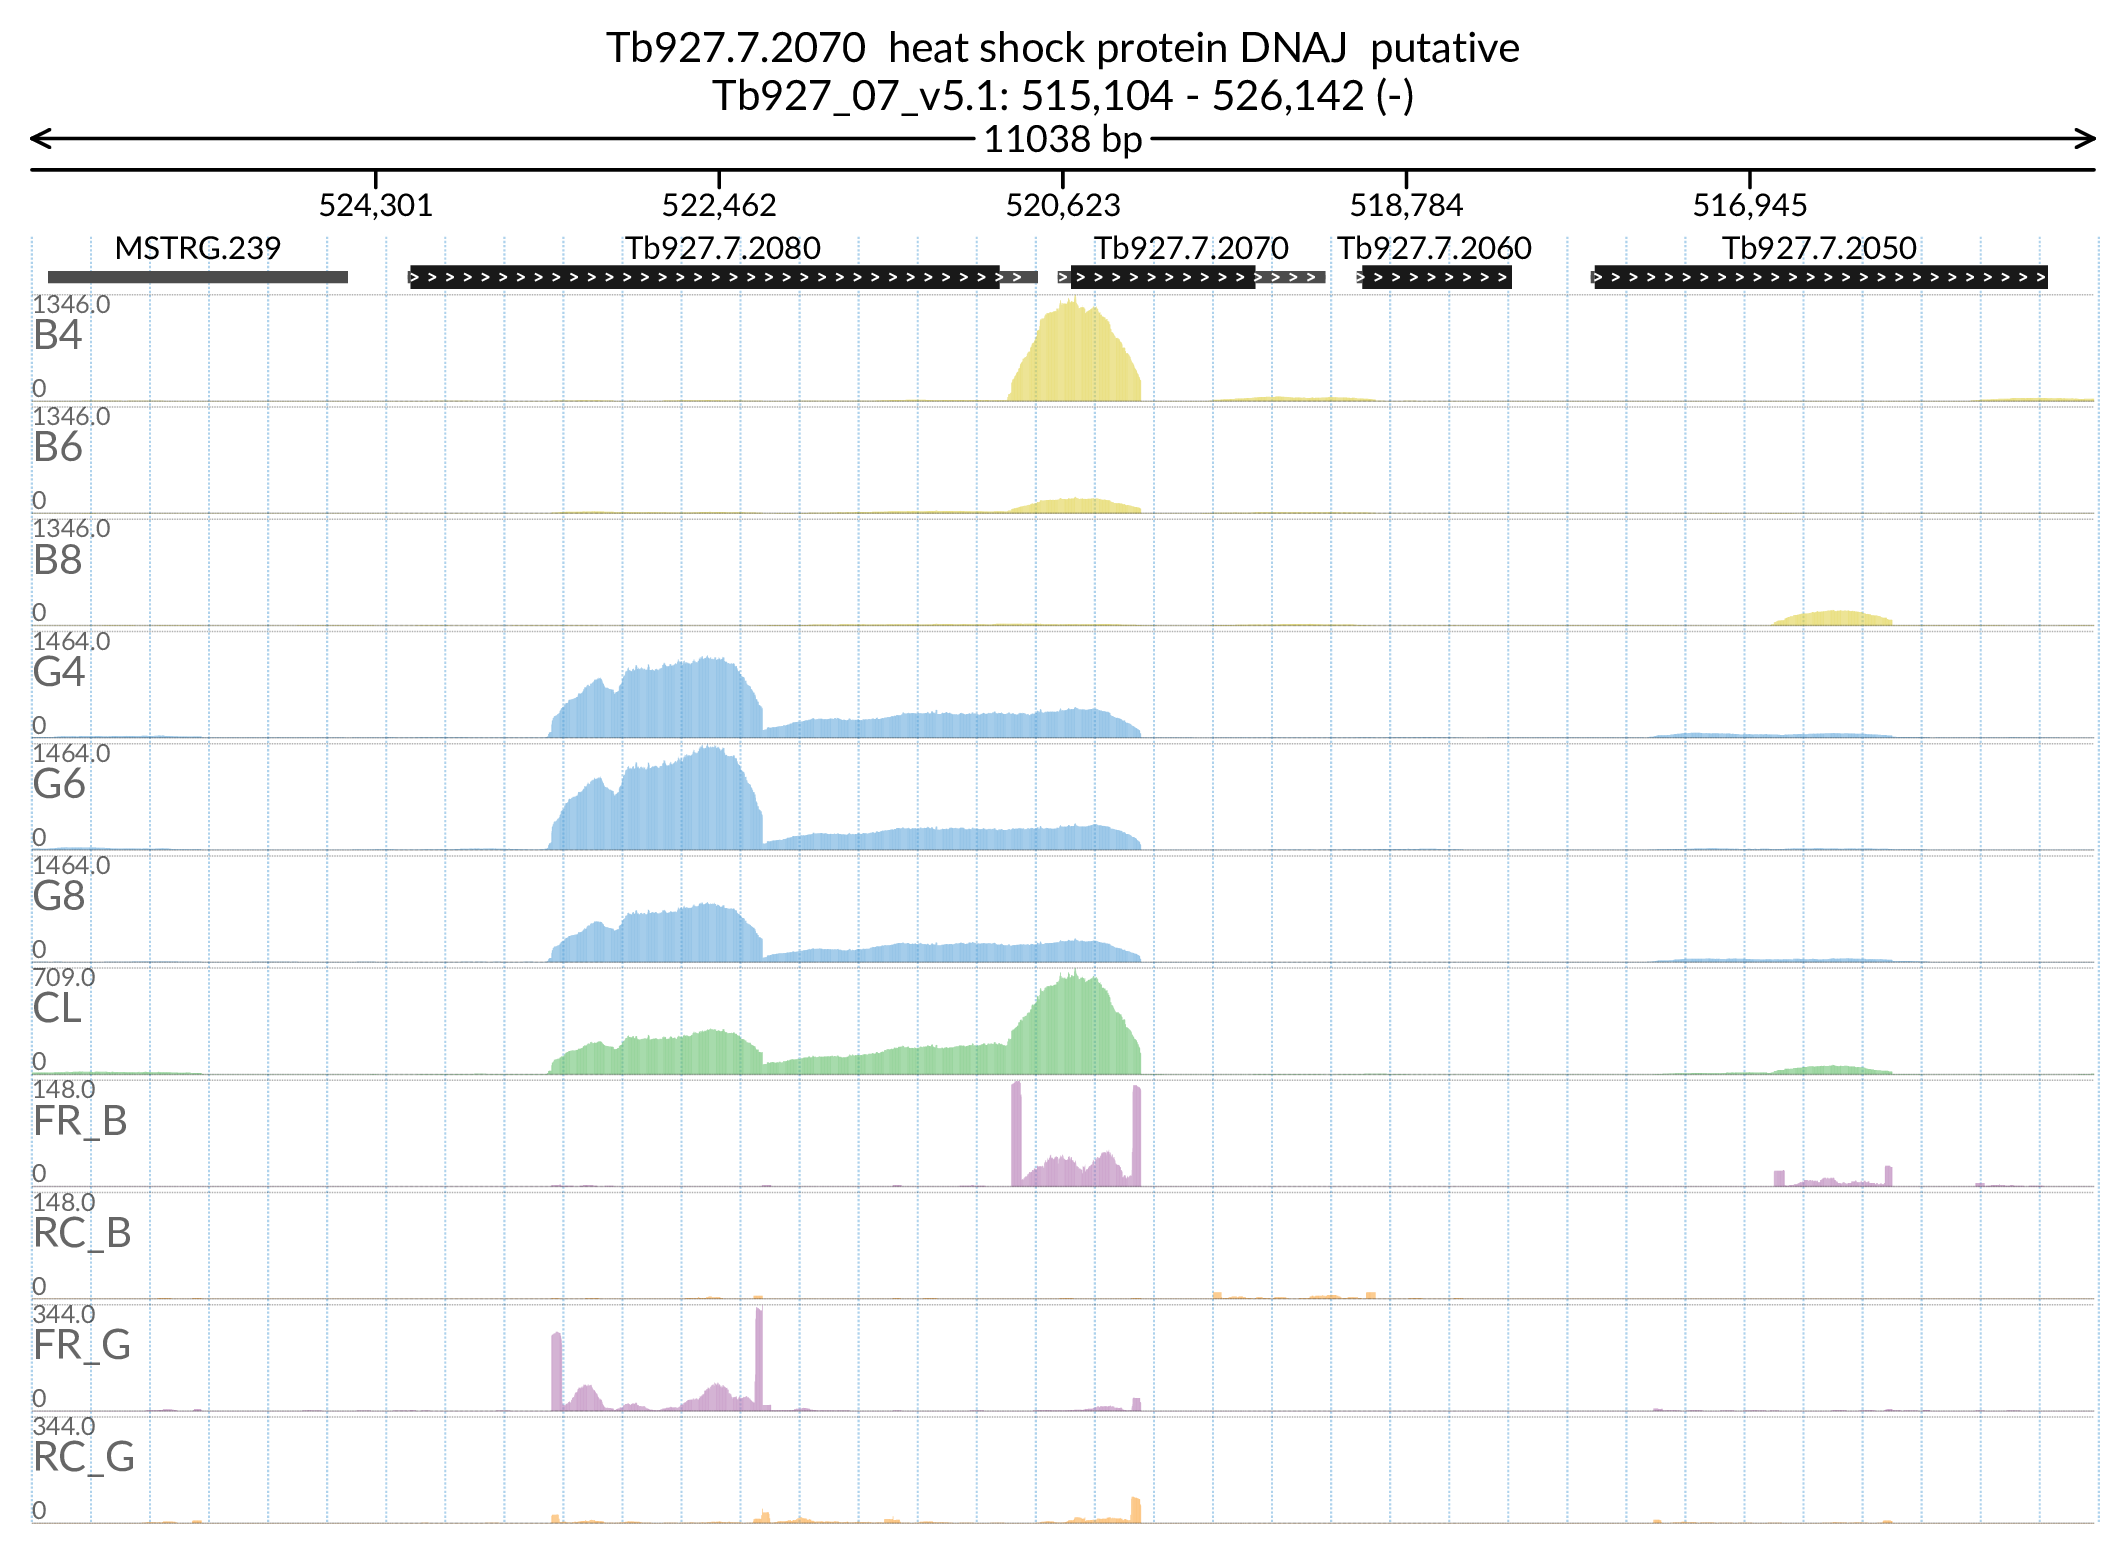 Tb927.7.2070 heat shock protein DNAJ putative
Tb927_07_v5.1: 515,104 - 526,142 (-)
11038 bp
524,301 522,462 520,623 518,784 516,945
MSTRG.239 Tb927.7.2080 Tb927.7.2070 Tb927.7.2060 Tb927.7.2050
1346.0
B4
0
1346.0
B6
0
1346.0
B8
0
1464.0
G4
0
1464.0
G6
0
1464.0
G8
0
709.0
CL
0
148.0
FR_B
0
148.0
RC_B
0
344.0
FR_G
0
344.0
RC_G
0